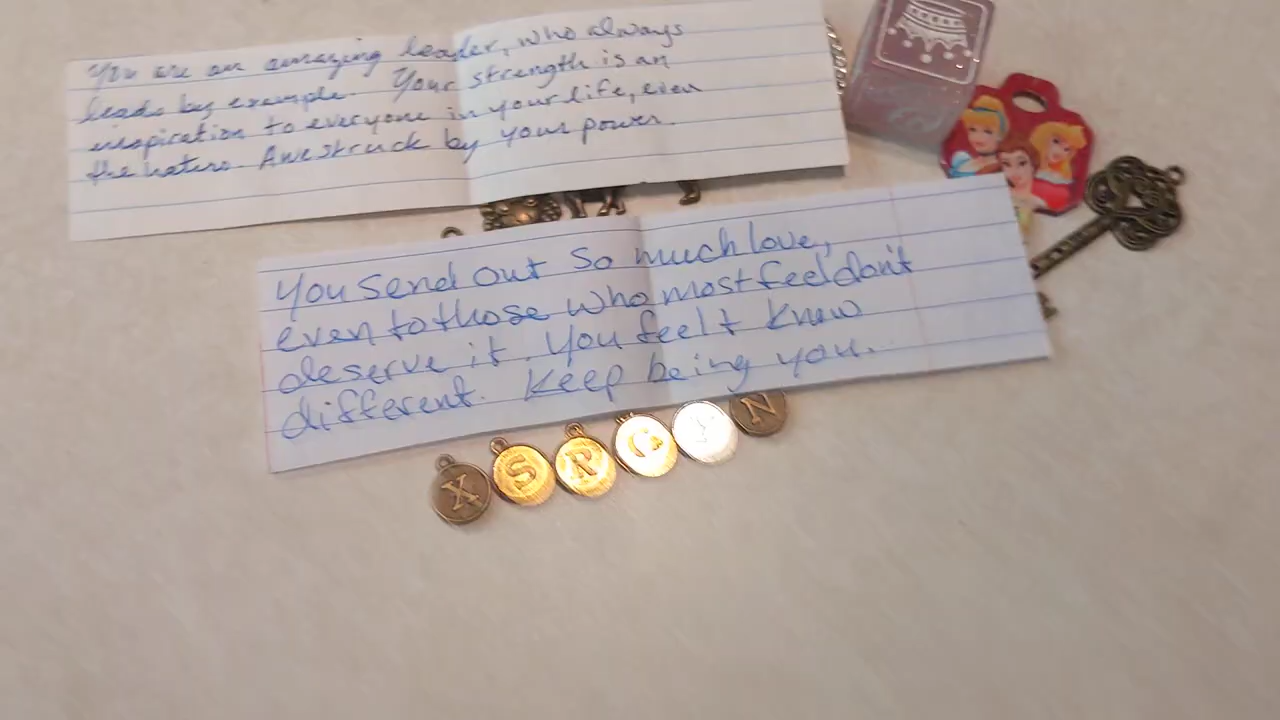 You are an amazing leader, who always
leads by example. Your strength is an
inspiration to everyone in your life, even
the haters. Awestruck by your power.
You send out so much love,
even to those who most feel don't
deserve it. You feel & know
different. Keep being you.
X S R G N